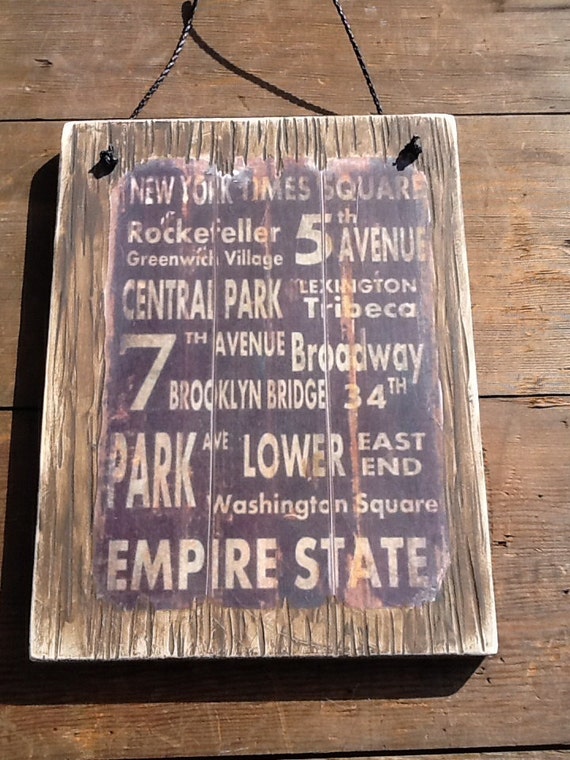 NEW YORK TIMES SQUARE
Rockefeller
Greenwich Village
5th AVENUE
CENTRAL PARK
LEXINGTON
Tribeca
7TH AVENUE
Broadway
BROOKLYN BRIDGE
34TH
PARK AVE
LOWER EAST END
Washington Square
EMPIRE STATE